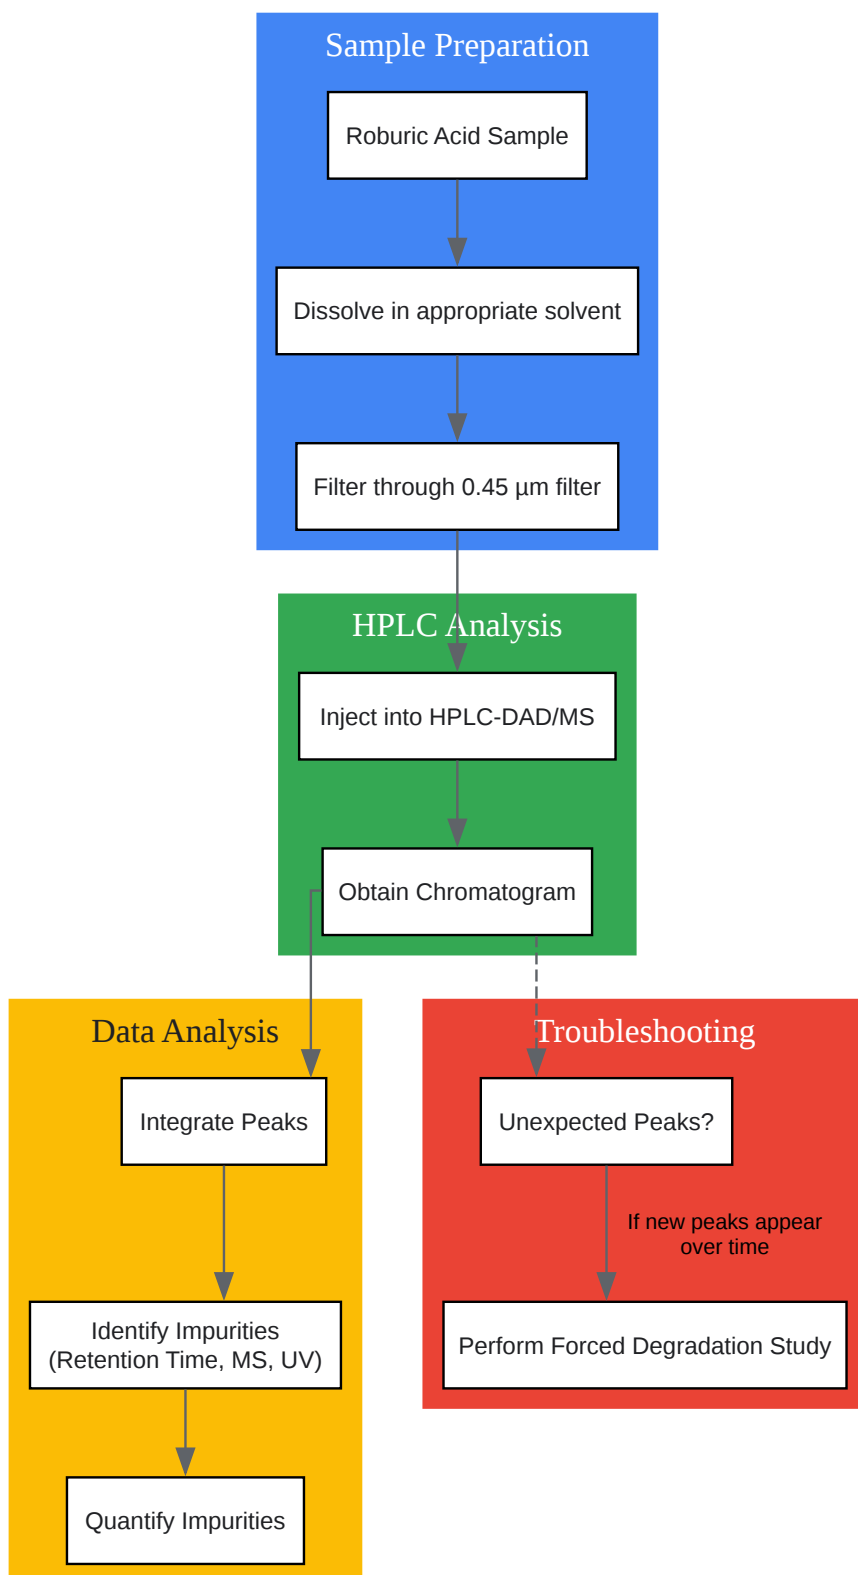 Sample Preparation
Roburic Acid Sample
Dissolve in appropriate solvent
Filter through 0.45 µm filter
HPLC Analysis
Inject into HPLC-DAD/MS
Obtain Chromatogram
Data Analysis
Integrate Peaks
Identify Impurities
(Retention Time, MS, UV)
Quantify Impurities
Troubleshooting
Unexpected Peaks?
If new peaks appear
over time
Perform Forced Degradation Study